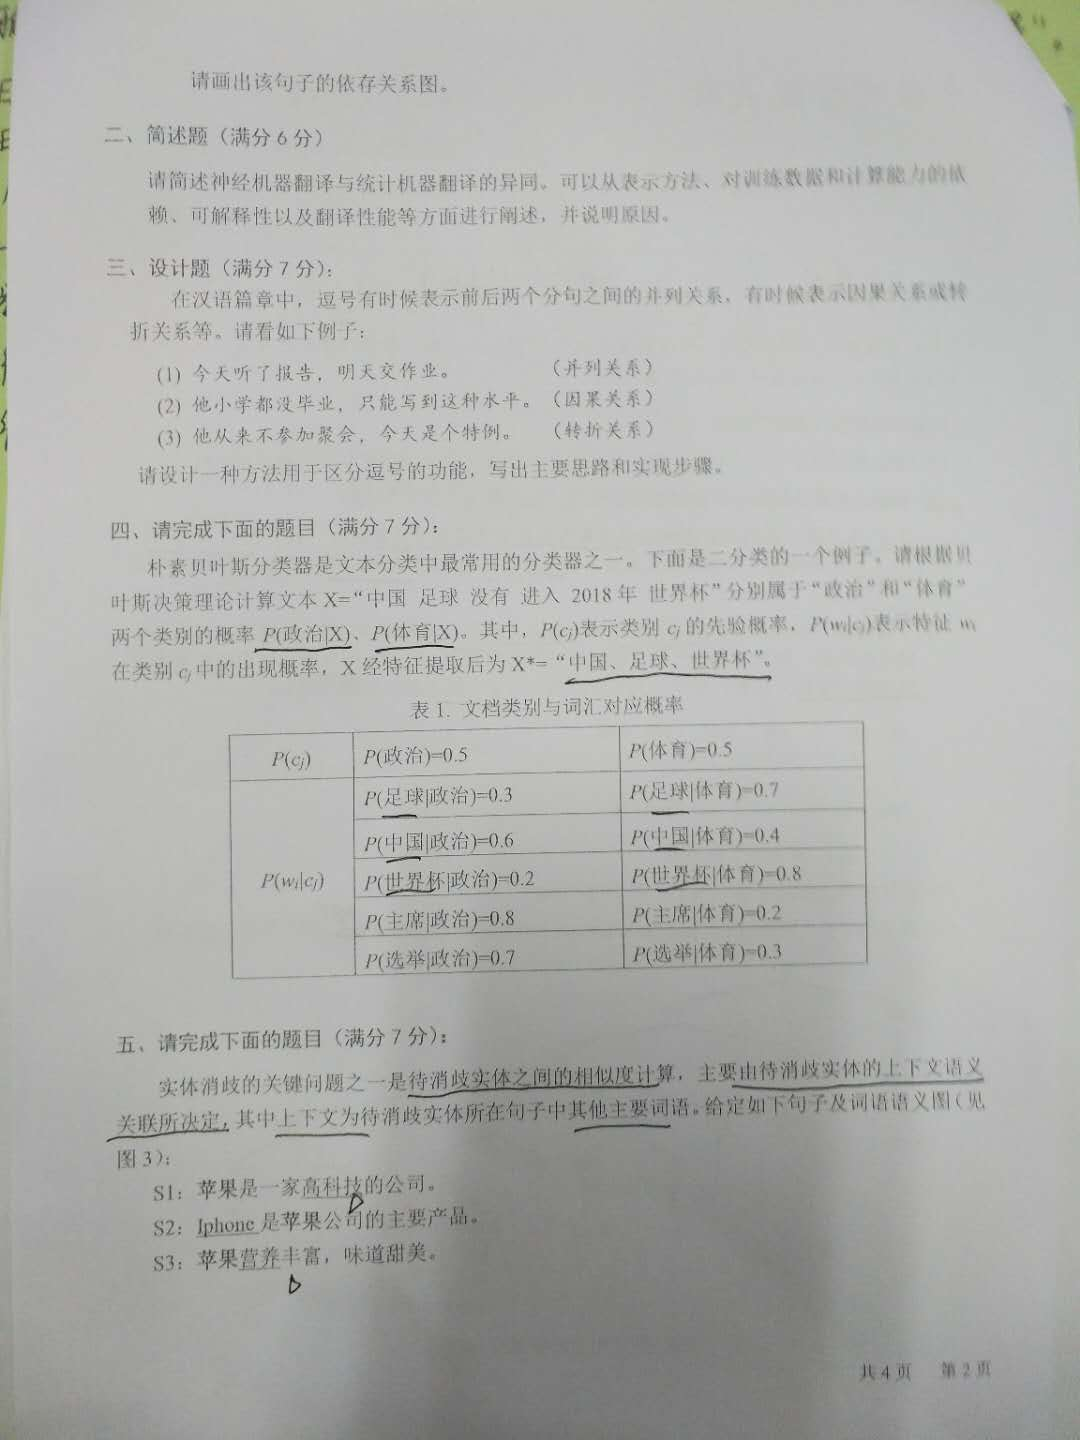 请画出该句子的依存关系图。
二、简述题（满分 6 分）
请简述神经机器翻译与统计机器翻译的异同。可以从表示方法、对训练数据和计算能力的依
赖、可解释性以及翻译性能等方面进行阐述，并说明原因。
三、设计题（满分 7 分）：
在汉语篇章中，逗号有时候表示前后两个分句之间的并列关系，有时候表示因果关系或转
折关系等。请看如下例子：
(1) 今天听了报告，明天交作业。 （并列关系）
(2) 他小学都没毕业，只能写到这种水平。 （因果关系）
(3) 他从来不参加聚会，今天是个特例。 （转折关系）
请设计一种方法用于区分逗号的功能，写出主要思路和实现步骤。
四、请完成下面的题目（满分 7 分）：
朴素贝叶斯分类器是文本分类中最常用的分类器之一。下面是二分类的一个例子。请根据贝
叶斯决策理论计算文本 X=“中国 足球 没有 进入 2018 年 世界杯”分别属于“政治”和“体育”
两个类别的概率 P(政治|X)、P(体育|X)。其中，P(cj)表示类别 cj 的先验概率，P(wi|cj)表示特征 wi
在类别 cj 中的出现概率，X 经特征提取后为 X*=“中国、足球、世界杯”。
表 1. 文档类别与词汇对应概率
P(cj) P(政治)=0.5 P(体育)=0.5
P(足球|政治)=0.3 P(足球|体育)=0.7
P(中国|政治)=0.6 P(中国|体育)=0.4
P(wi|cj) P(世界杯|政治)=0.2 P(世界杯|体育)=0.8
P(主席|政治)=0.8 P(主席|体育)=0.2
P(选举|政治)=0.7 P(选举|体育)=0.3
五、请完成下面的题目（满分 7 分）：
实体消歧的关键问题之一是待消歧实体之间的相似度计算，主要由待消歧实体的上下文语义
关联所决定，其中上下文为待消歧实体所在句子中其他主要词语。给定如下句子及词语语义图（见
图 3）：
S1：苹果是一家高科技的公司。
S2：Iphone 是苹果公司的主要产品。
S3：苹果营养丰富，味道甜美。
共 4 页 第 2 页